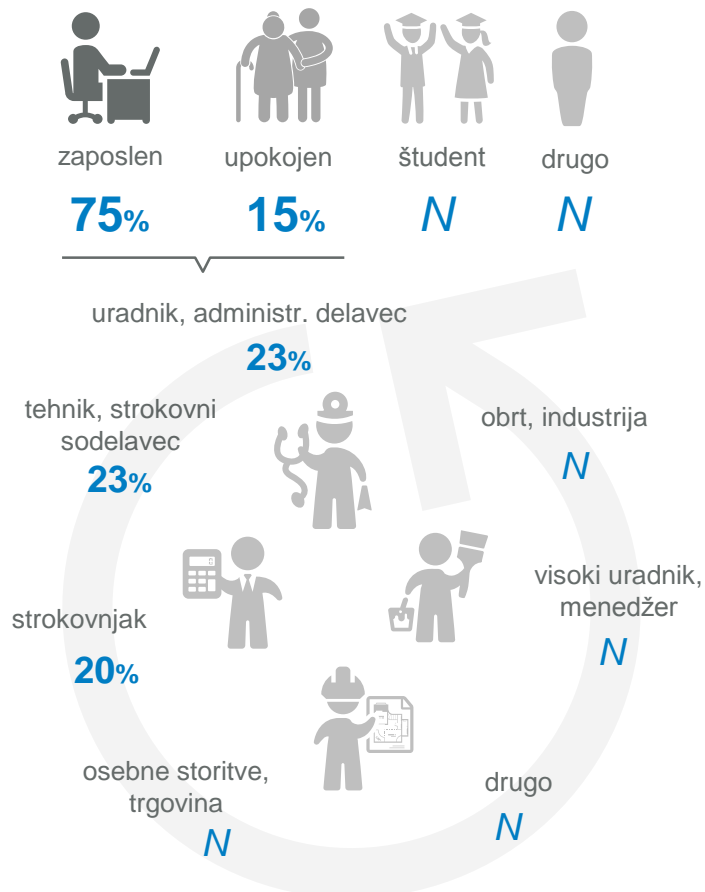 zaposlen upokojen študent drugo
75% 15% N N
uradnik, administr. delavec
23%
tehnik, strokovni
sodelavec
23%
obrt, industrija
N
visoki uradnik,
menedžer
N
strokovnjak
20%
osebne storitve,
trgovina
N
drugo
N